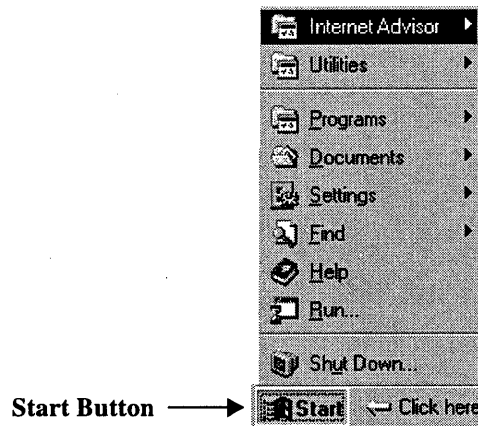 Internet Advisor
Utilities
Programs
Documents
Settings
Find
Help
Run...
Shut Down...
Start Button Start Click here